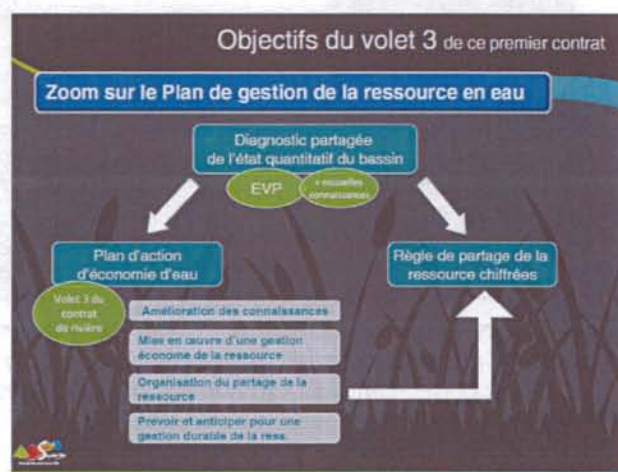 Objectifs du volet 3 de ce premier contrat
Zoom sur le Plan de gestion de la ressource en eau
Diagnostic partagée
de l'état quantitatif du bassin
EVP
+ nouvelles
connaissances
Plan d'action
d'économie d'eau
Règle de partage de la
ressource chiffrées
Volet 3 du
contrat
de rivière
Amélioration des connaissances
Mise en œuvre d'une gestion
économe de la ressource
Organisation du partage de la
ressource
Prévoir et anticiper pour une
gestion durable de la ress.